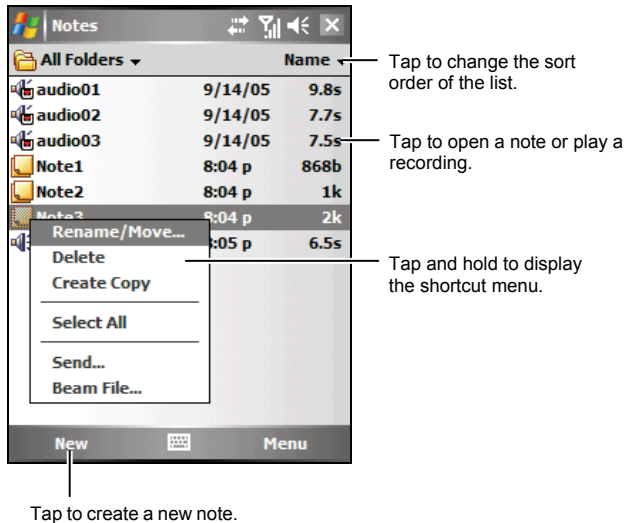 Notes
All Folders Name
audio01 9/14/05 9.8s
audio02 9/14/05 7.7s
audio03 9/14/05 7.5s
Note1 8:04 p 868b
Note2 8:04 p 1k
Note3 8:04 p 2k
8:05 p 6.5s
Rename/Move...
Delete
Create Copy
Select All
Send...
Beam File...
New Menu
Tap to change the sort
order of the list.
Tap to open a note or play a
recording.
Tap and hold to display
the shortcut menu.
Tap to create a new note.